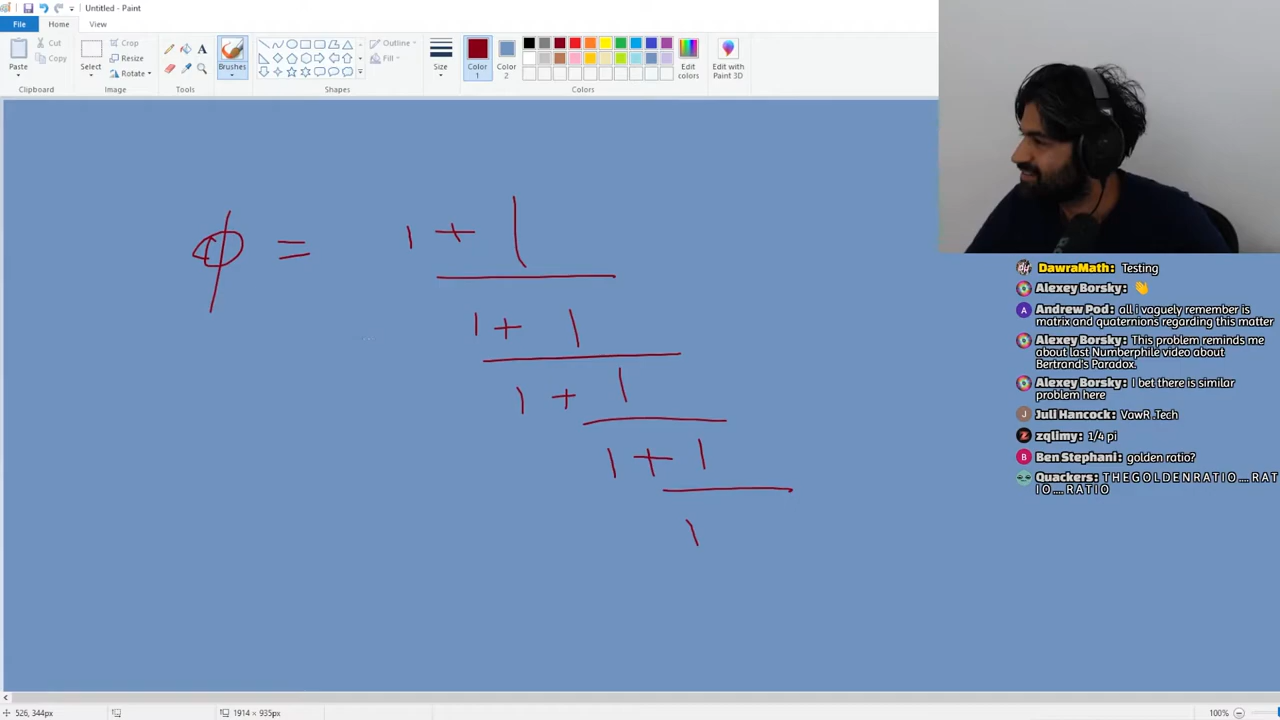 Untitled - Paint
File Home View
Paste
Cut
Copy
Clipboard
Select
Crop
Resize
Rotate
Image
Tools
Brushes
Outline
Fill
Shapes
Size
Color 1
Color 2
Colors
Edit colors
Edit with Paint 3D
ϕ = 1 + 1
1 + 1
1 + 1
1 + 1
1
DawraMath: Testing
Alexey Borsky: 👋
Andrew Pod: all i vaguely remember is
matrix and quaternions regarding this matter
Alexey Borsky: This problem reminds me
about last Numberphile video about
Bertrand's Paradox.
Alexey Borsky: I bet there is similar
problem here
Juli Hancock: VawR .Tech
zqlimy: 1/4 pi
Ben Stephani: golden ratio?
Quackers: T H E G O L D E N R A T I O .... R A T
I O .... R A T I O
526, 344px
1914 × 935px
100%